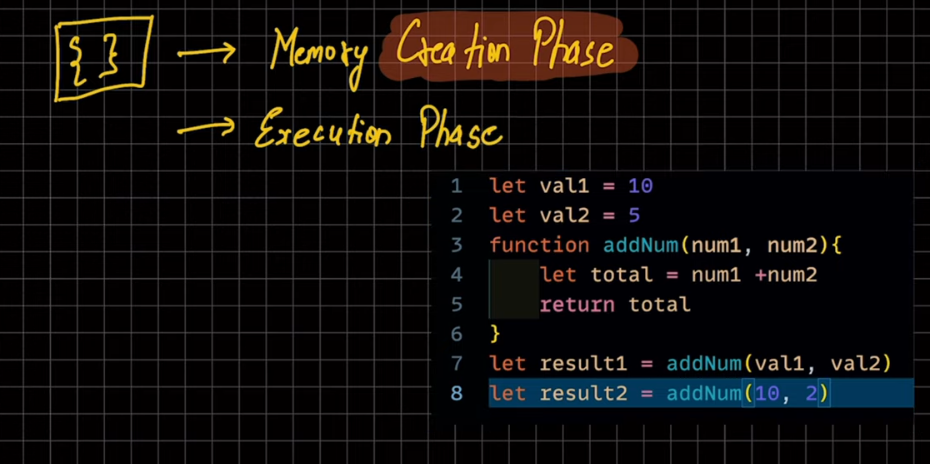 { } → Memory Creation Phase
→ Execution Phase
1 let val1 = 10
2 let val2 = 5
3 function addNum(num1, num2){
4     let total = num1 +num2
5     return total
6 }
7 let result1 = addNum(val1, val2)
8 let result2 = addNum(10, 2)